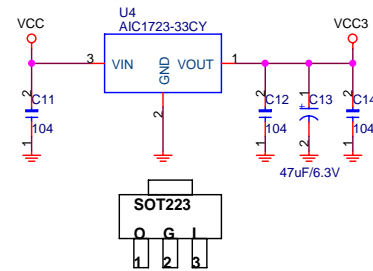 VCC U4 VCC3
AIC1723-33CY
3 VIN GND VOUT 1
2
2 C11 104 1
2 C12 104 1
1 C13 2
47uF/6.3V
2 C14 104 1
SOT223
O G I
1 2 3